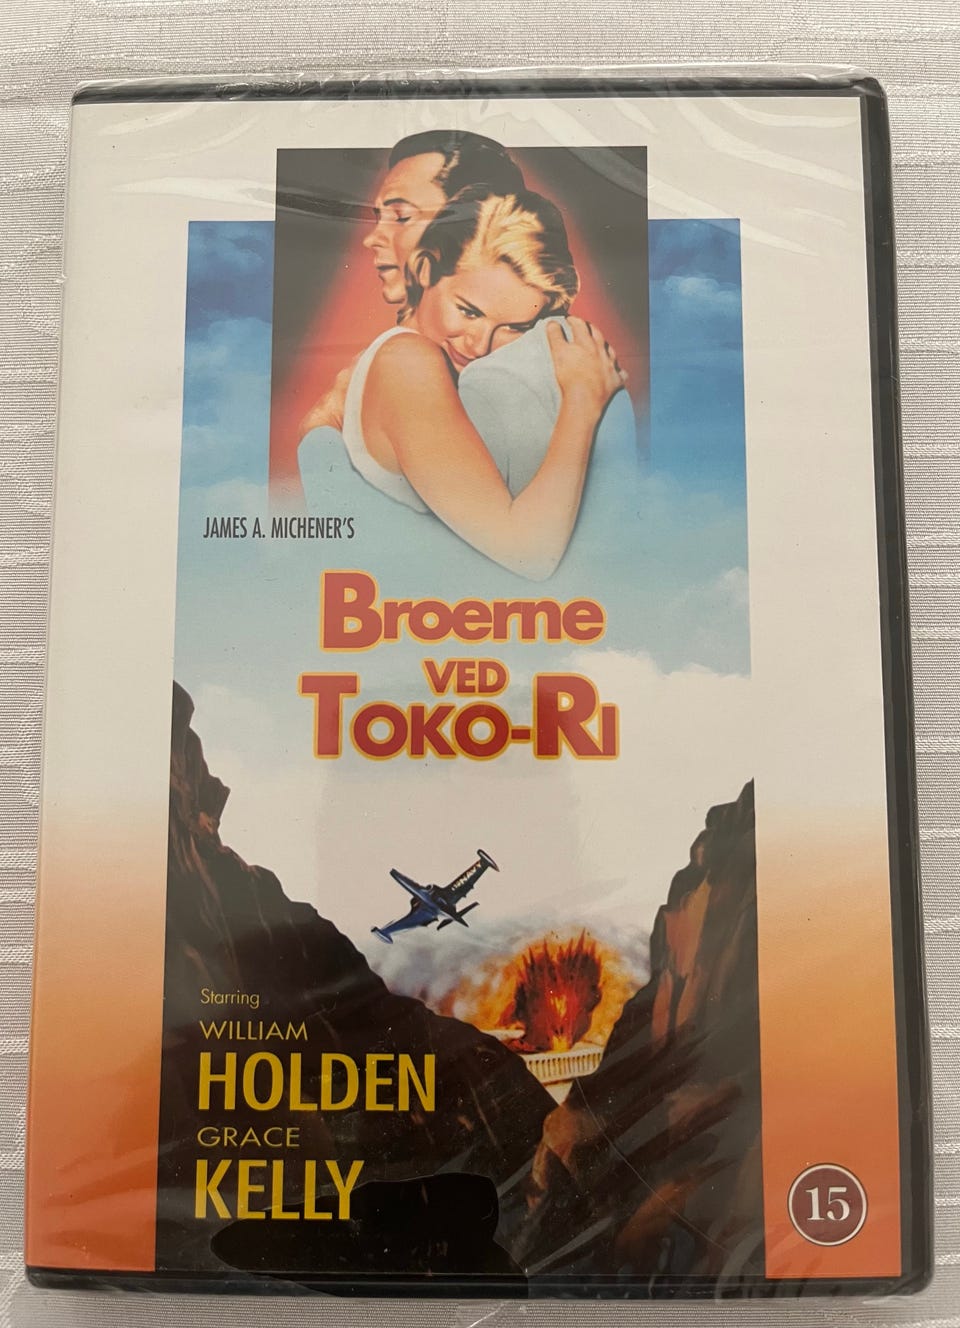 JAMES A. MICHENER'S
BROERNE
VED
TOKO-RI
Starring
WILLIAM
HOLDEN
GRACE
KELLY
15